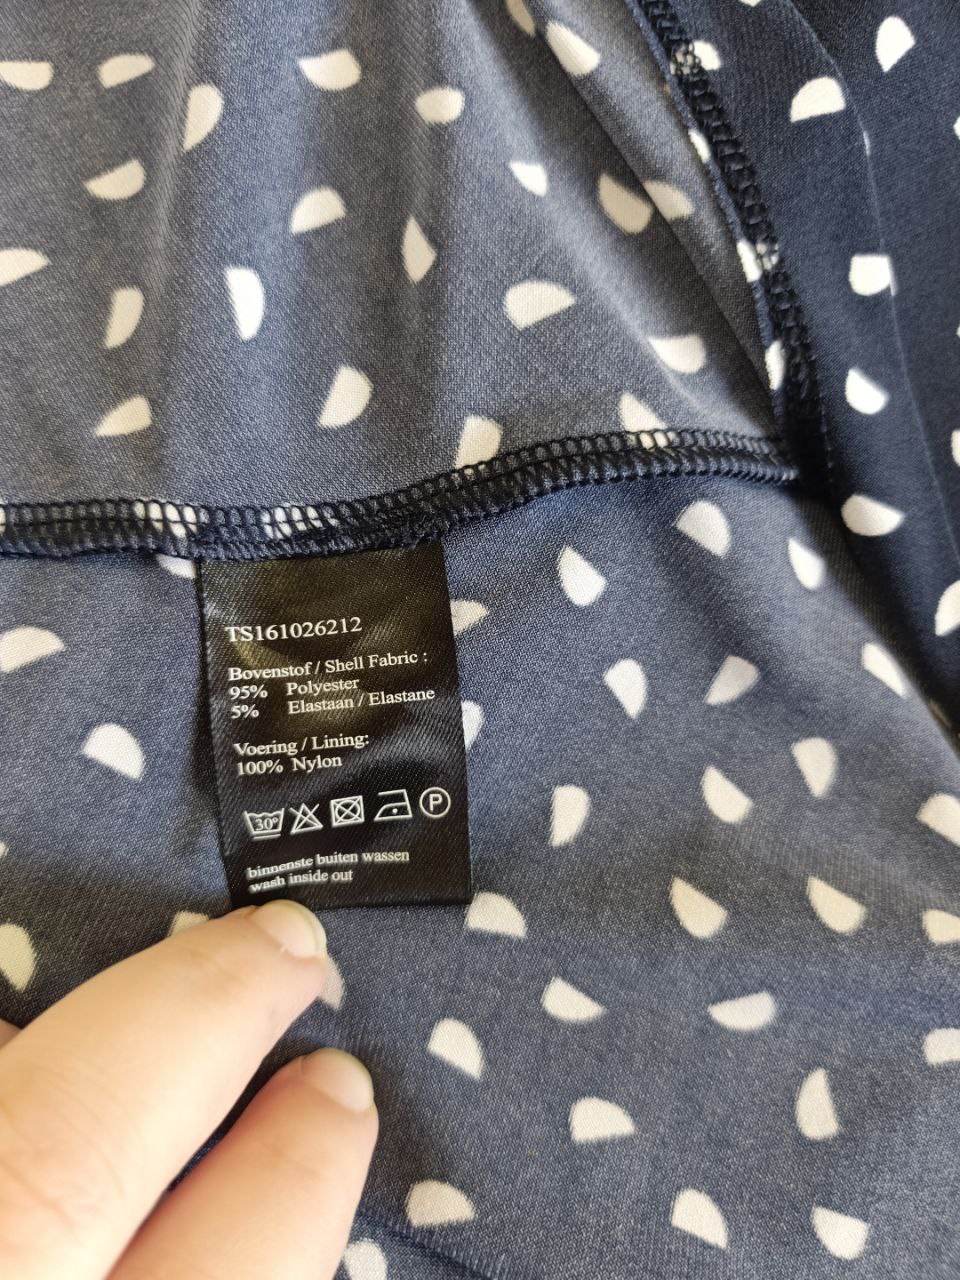 TS161026212
Bovenstof / Shell Fabric :
95% Polyester
5% Elastaan / Elastane
Voering / Lining:
100% Nylon
30° P
binnenste buiten wassen
wash inside out